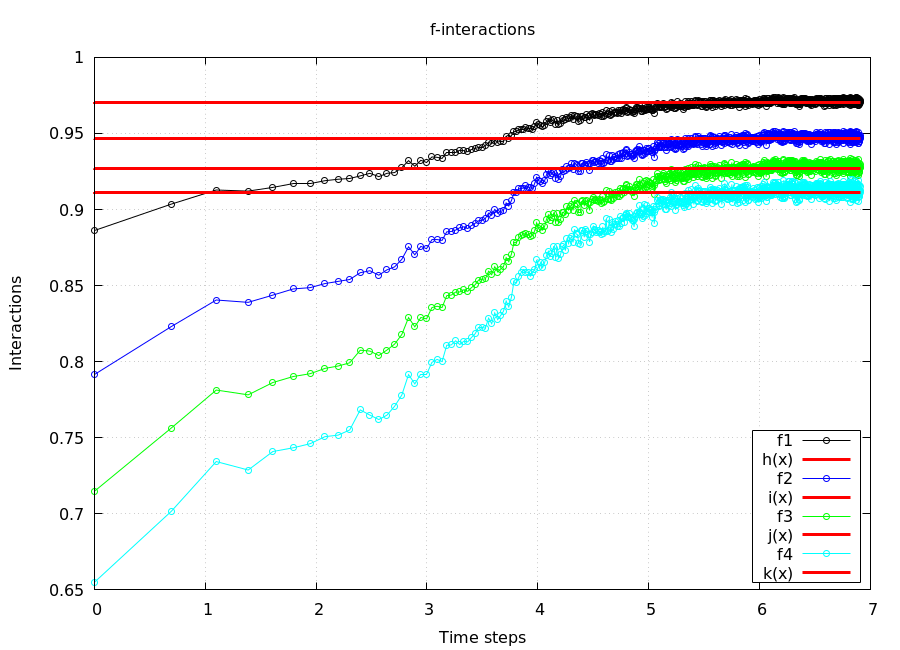 f-interactions
1
0.95
0.9
0.85
0.8
0.75
0.7
0.65
Interactions
0 1 2 3 4 5 6 7
Time steps
f1
h(x)
f2
i(x)
f3
j(x)
f4
k(x)